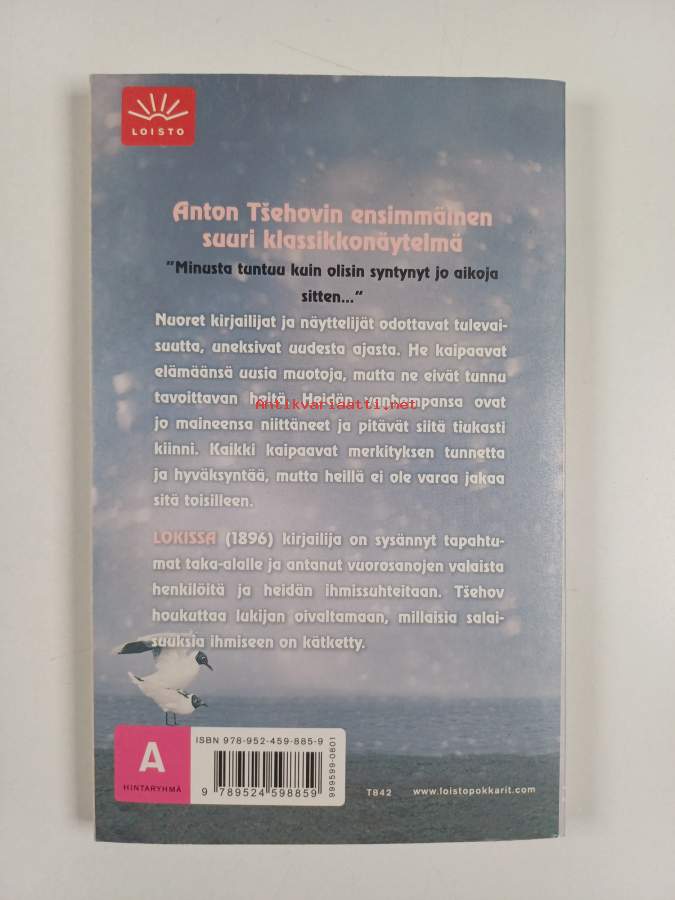 LOISTO
Anton Tšehovin ensimmäinen
suuri klassikkonäytelmä
"Minusta tuntuu kuin olisin syntynyt jo aikoja
sitten..."
Nuoret kirjailijat ja näyttelijät odottavat tulevai-
suutta, uneksivat uudesta ajasta. He kaipaavat
elämäänsä uusia muotoja, mutta ne eivät tunnu
tavoittavan heitä. Heidän vanhempansa ovat
Antikvariaatti.net
jo maineensa niittäneet ja pitävät siitä tiukasti
kiinni. Kaikki kaipaavat merkityksen tunnetta
ja hyväksyntää, mutta heillä ei ole varaa jakaa
sitä toisilleen.
LOKISSA (1896) kirjailija on sysännyt tapahtu-
mat taka-alalle ja antanut vuorosanojen valaista
henkilöitä ja heidän ihmissuhteitaan. Tšehov
houkuttaa lukijan oivaltamaan, millaisia salai-
suuksia ihmiseen on kätketty.
A
HINTARYHMÄ
ISBN 978-952-459-885-9
9 789524 598859
999599-0801
T842
www.loistopokkarit.com